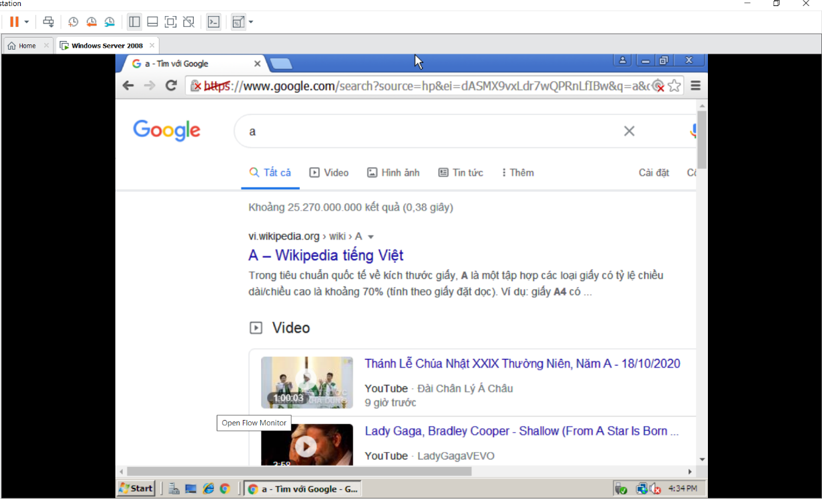 station
Home
Windows Server 2008
a - Tìm với Google
https://www.google.com/search?source=hp&ei=dASMX9vxLdr7wQPRnLfIBw&q=a&
Google
a
Tất cả
Video
Hình ảnh
Tin tức
Thêm
Cài đặt
Khoảng 25.270.000.000 kết quả (0,38 giây)
vi.wikipedia.org › wiki › A
A – Wikipedia tiếng Việt
Trong tiêu chuẩn quốc tế về kích thước giấy, A là một tập hợp các loại giấy có tỷ lệ chiều
dài/chiều cao là khoảng 70% (tính theo giấy đặt dọc). Ví dụ: giấy A4 có ...
Video
Thánh Lễ Chúa Nhật XXIX Thường Niên, Năm A - 18/10/2020
1:00:03
YouTube · Đài Chân Lý Á Châu
9 giờ trước
Open Flow Monitor
Lady Gaga, Bradley Cooper - Shallow (From A Star Is Born ...
YouTube · LadyGagaVEVO
Start
a - Tìm với Google - G...
4:34 PM